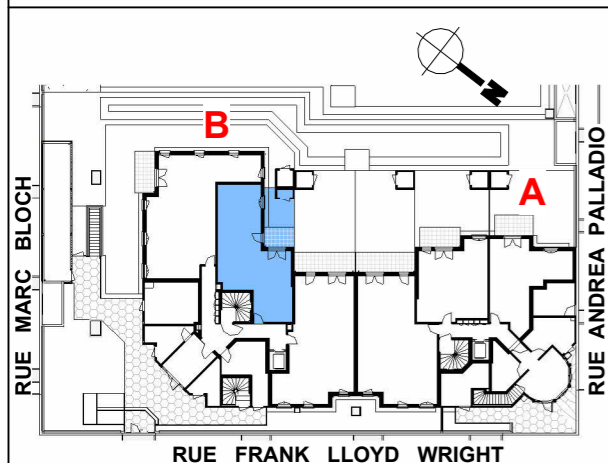 N
B
A
RUE MARC BLOCH
RUE ANDREA PALLADIO
RUE FRANK LLOYD WRIGHT